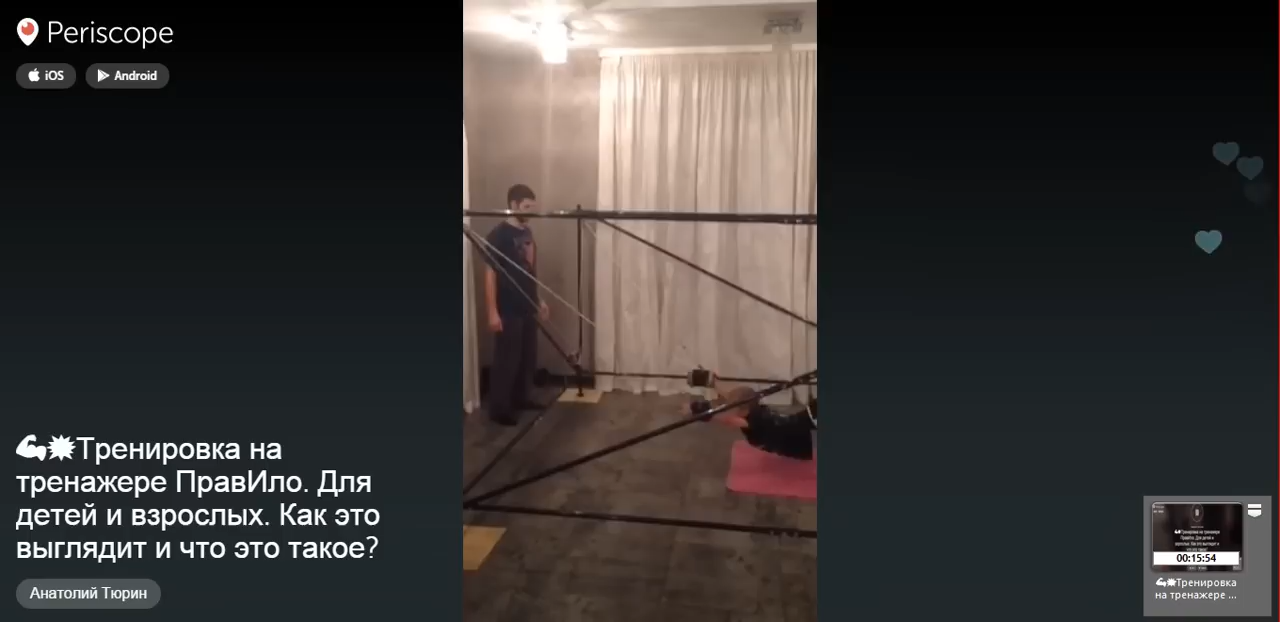 Periscope
iOS
Android
Тренировка на
тренажере ПравИло. Для
детей и взрослых. Как это
выглядит и что это такое?
Анатолий Тюрин
00:15:54
Тренировка
на тренажере ...